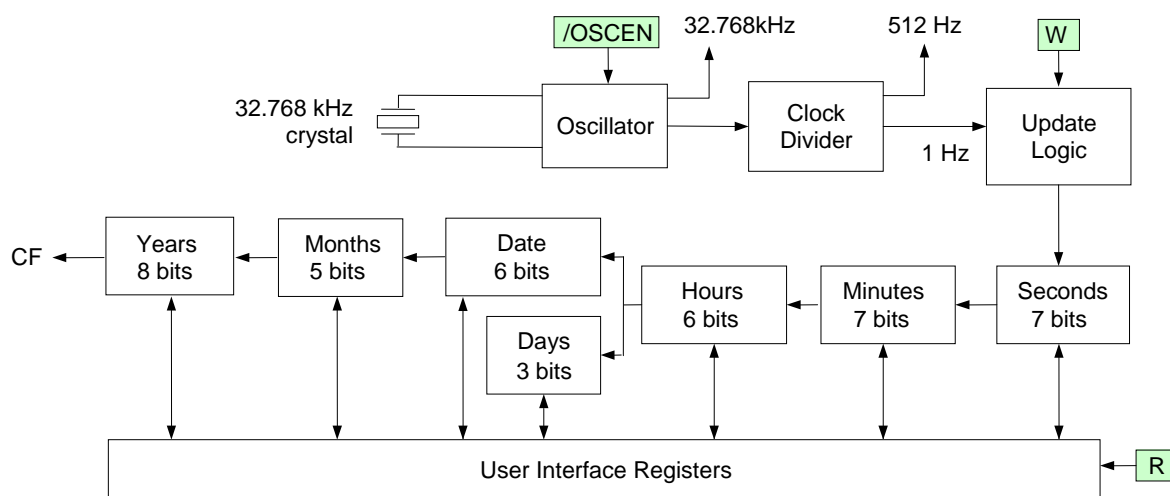 /OSCEN
32.768kHz
512 Hz
W
32.768 kHz
crystal
Oscillator
Clock
Divider
1 Hz
Update
Logic
CF
Years
8 bits
Months
5 bits
Date
6 bits
Days
3 bits
Hours
6 bits
Minutes
7 bits
Seconds
7 bits
User Interface Registers
R